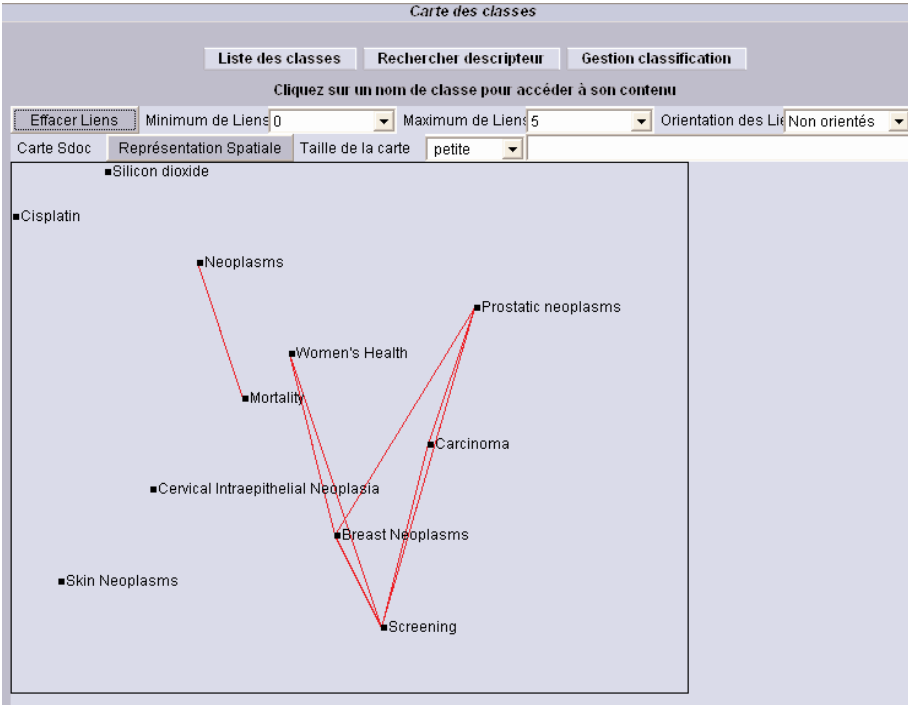 Carte des classes
Liste des classes Rechercher descripteur Gestion classification
Cliquez sur un nom de classe pour accéder à son contenu
Effacer Liens Minimum de Liens 0 Maximum de Liens 5 Orientation des Lie Non orientés
Carte Sdoc Représentation Spatiale Taille de la carte petite
Silicon dioxide
Cisplatin
Neoplasms
Prostatic neoplasms
Women's Health
Mortality
Carcinoma
Cervical Intraepithelial Neoplasia
Breast Neoplasms
Skin Neoplasms
Screening